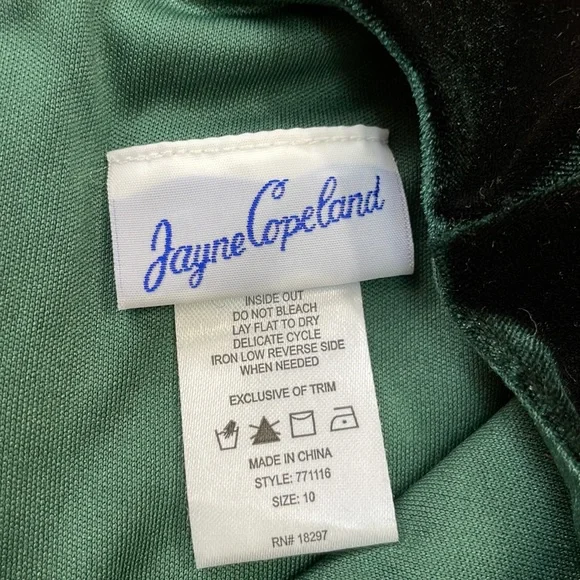 Jayne Copeland
INSIDE OUT
DO NOT BLEACH
LAY FLAT TO DRY
DELICATE CYCLE
IRON LOW REVERSE SIDE
WHEN NEEDED
EXCLUSIVE OF TRIM
MADE IN CHINA
STYLE: 771116
SIZE: 10
RN# 18297